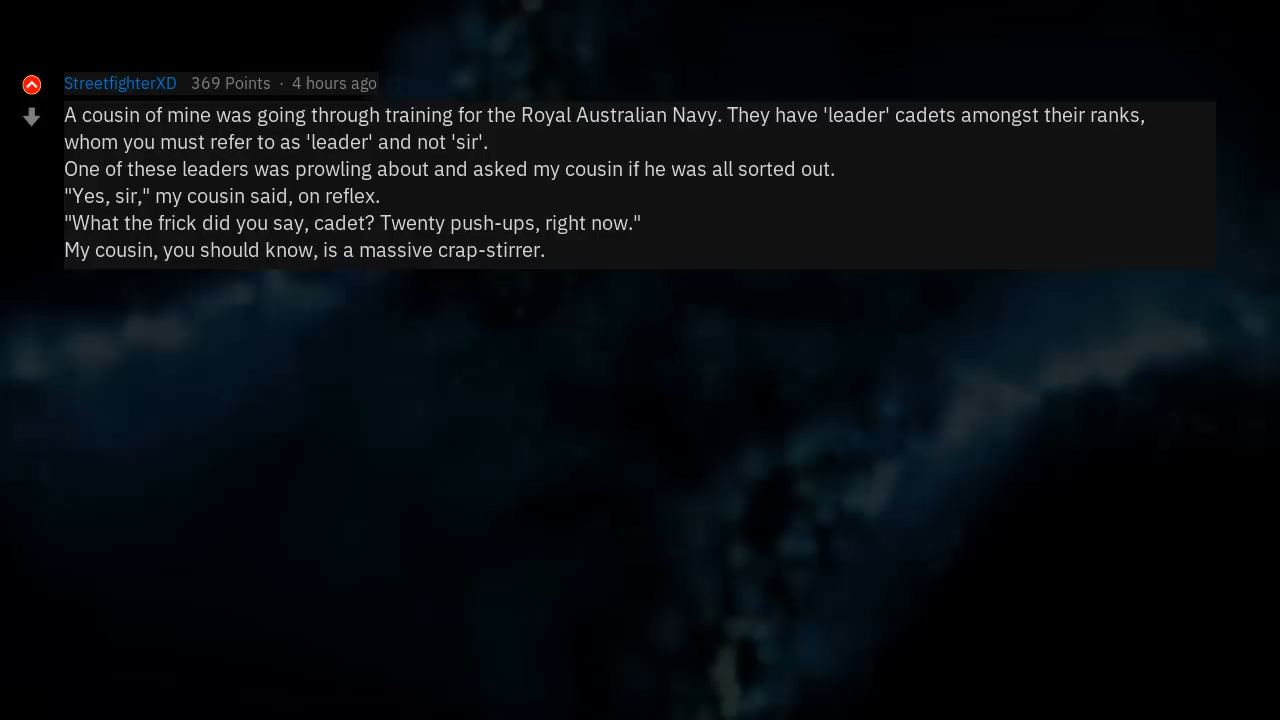 StreetfighterXD 369 Points · 4 hours ago
A cousin of mine was going through training for the Royal Australian Navy. They have 'leader' cadets amongst their ranks,
whom you must refer to as 'leader' and not 'sir'.
One of these leaders was prowling about and asked my cousin if he was all sorted out.
"Yes, sir," my cousin said, on reflex.
"What the frick did you say, cadet? Twenty push-ups, right now."
My cousin, you should know, is a massive crap-stirrer.